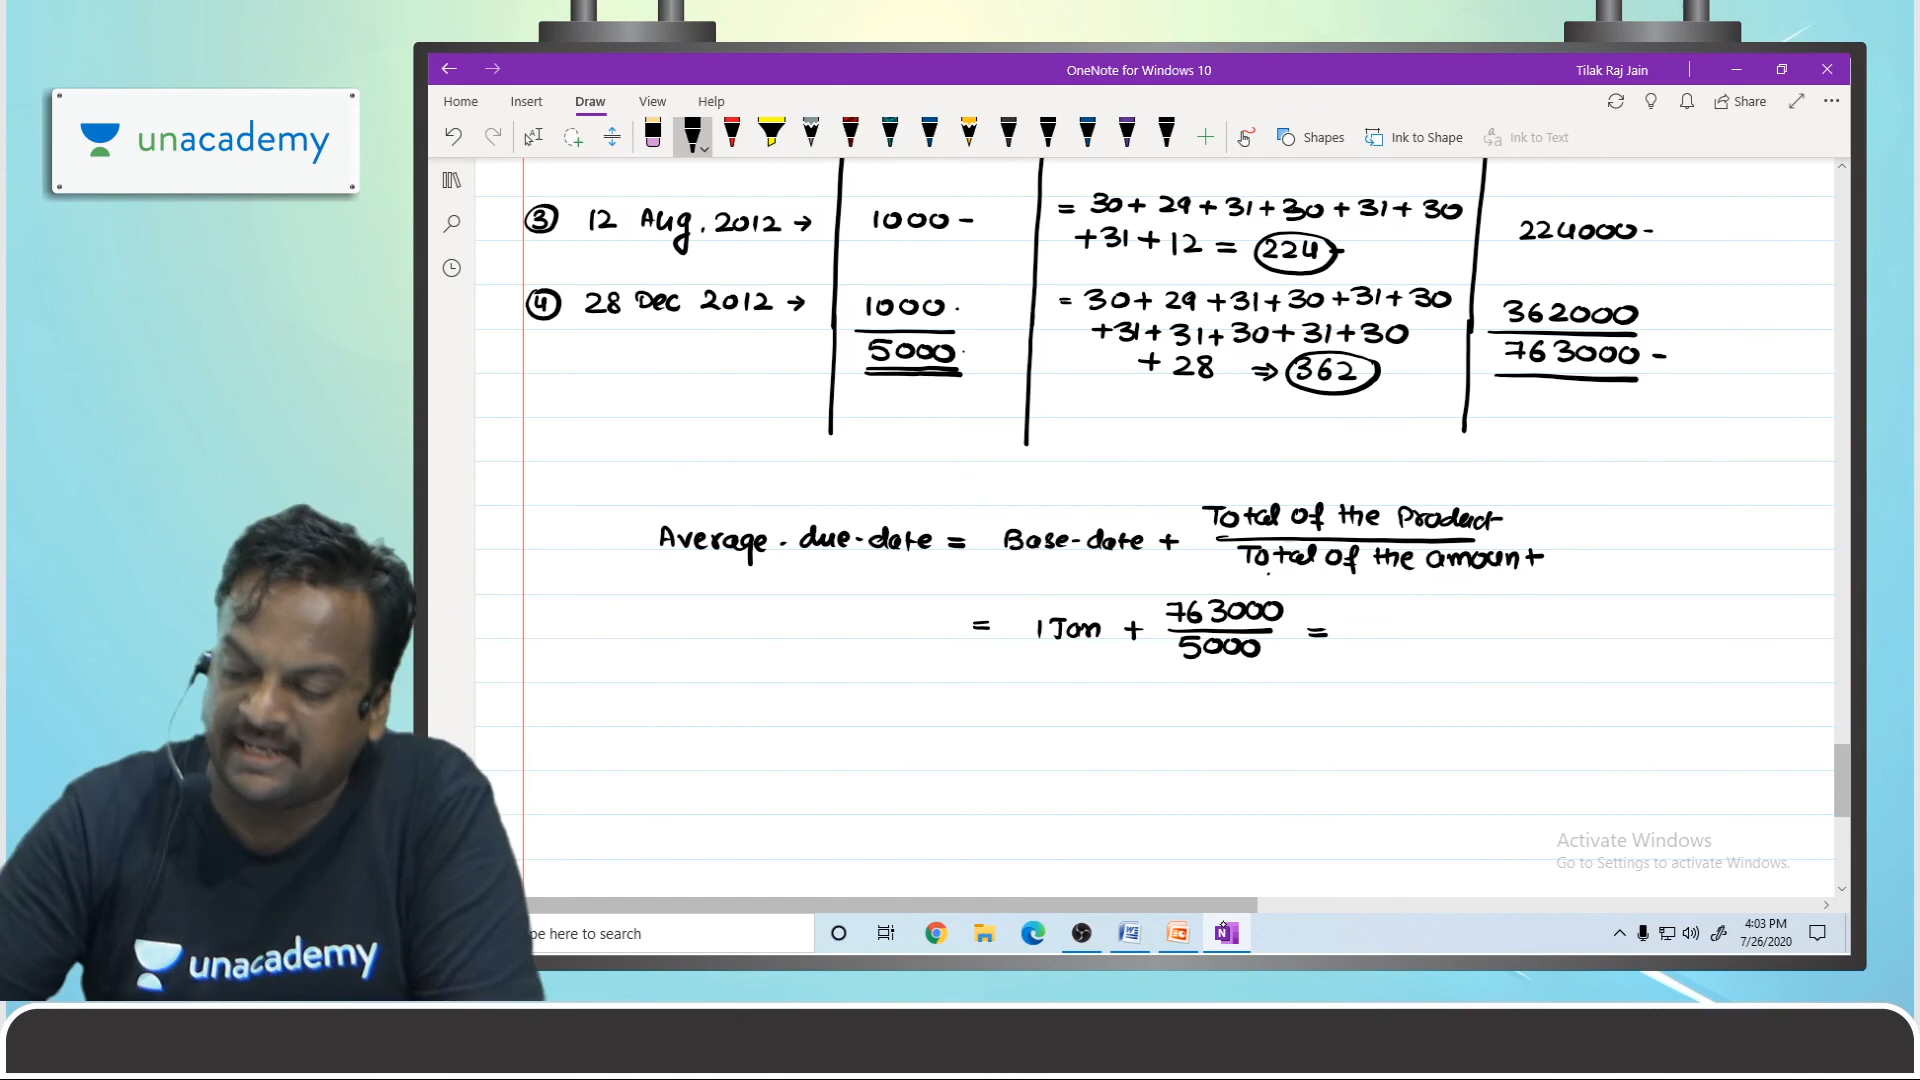 unacademy
OneNote for Windows 10
Tilak Raj Jain
Home Insert Draw View Help
Share
Shapes Ink to Shape Ink to Text
③ 12 Aug. 2012 → 1000 - = 30 + 29 + 31 + 30 + 31 + 30 224000 -
+ 31 + 12 = 224
④ 28 Dec 2012 → 1000 = 30 + 29 + 31 + 30 + 31 + 30 362000
+ 31 + 31 + 30 + 31 + 30
5000 763000 -
+ 28 ⇒ 362
Average - due-date = Base-date + Total of the Product
Total of the amount
= 1 Jan + 763000 =
5000
Activate Windows
Go to Settings to activate Windows.
pe here to search
4:03 PM
7/26/2020
unacademy